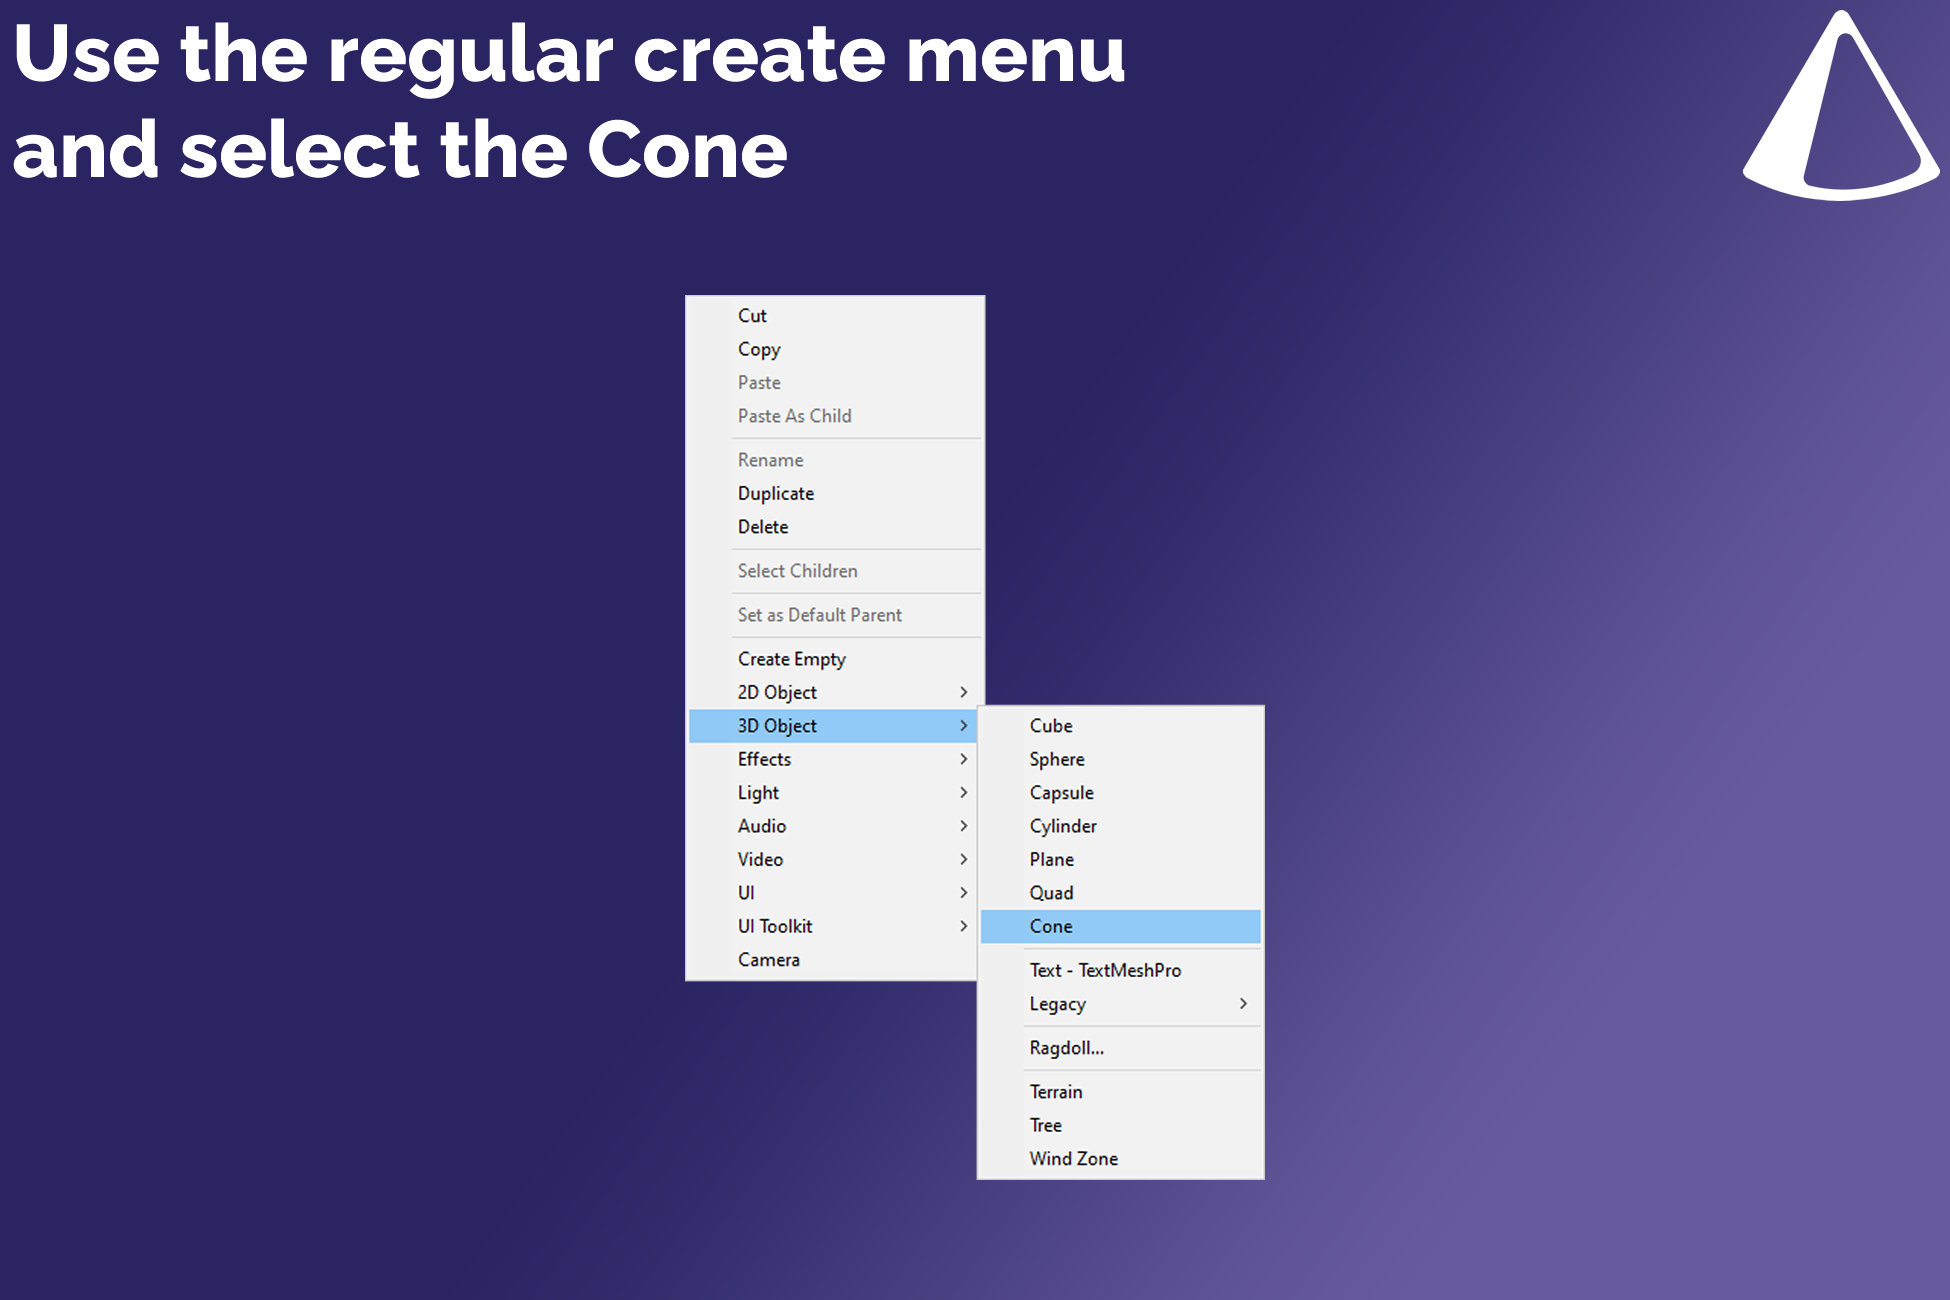 Use the regular create menu
and select the Cone
Cut
Copy
Paste
Paste As Child
Rename
Duplicate
Delete
Select Children
Set as Default Parent
Create Empty
2D Object
3D Object
Effects
Light
Audio
Video
UI
UI Toolkit
Camera
Cube
Sphere
Capsule
Cylinder
Plane
Quad
Cone
Text - TextMeshPro
Legacy
Ragdoll...
Terrain
Tree
Wind Zone